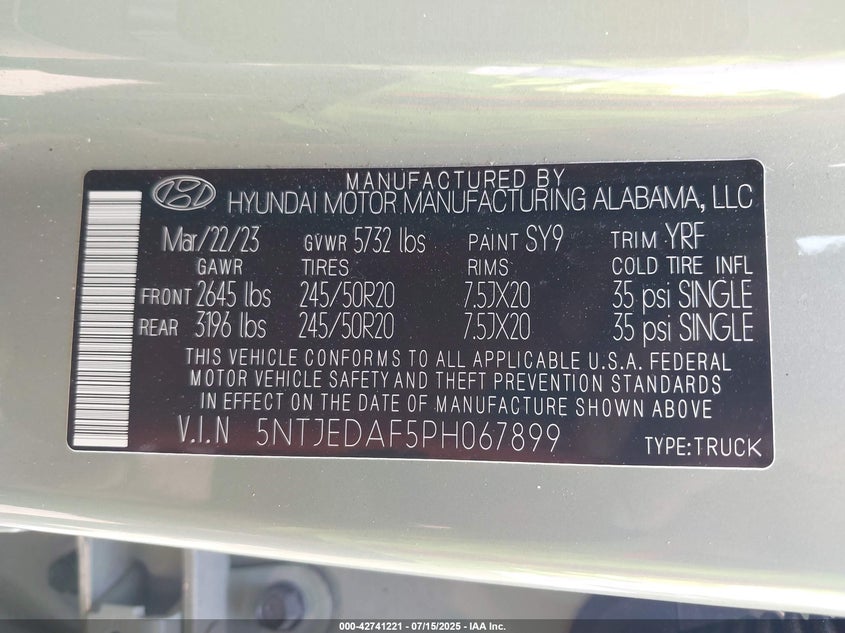 MANUFACTURED BY
HYUNDAI MOTOR MANUFACTURING ALABAMA, LLC
Mar/22/23 GVWR 5732 lbs PAINT SY9 TRIM YRF
GAWR TIRES RIMS COLD TIRE INFL
FRONT 2645 lbs 245/50R20 7.5JX20 35 psi SINGLE
REAR 3196 lbs 245/50R20 7.5JX20 35 psi SINGLE
THIS VEHICLE CONFORMS TO ALL APPLICABLE U.S.A. FEDERAL
MOTOR VEHICLE SAFETY AND THEFT PREVENTION STANDARDS
IN EFFECT ON THE DATE OF MANUFACTURE SHOWN ABOVE
V.I.N 5NTJEDAF5PH067899 TYPE:TRUCK
000-42741221 - 07/15/2025 - IAA Inc.